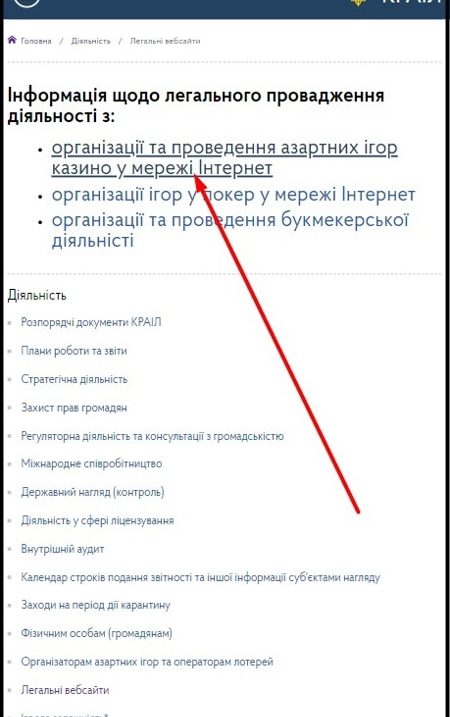 КРАІЛ
Головна / Діяльність / Легальні вебсайти
Інформація щодо легального провадження
діяльності з:
організації та проведення азартних ігор
казино у мережі Інтернет
організації ігор у покер у мережі Інтернет
організації та проведення букмекерської
діяльністі
Діяльність
Розпорядчі документи КРАІЛ
Плани роботи та звіти
Стратегічна діяльність
Захист прав громадян
Регуляторна діяльність та консультації з громадськістю
Міжнародне співробітництво
Державний нагляд (контроль)
Діяльність у сфері ліцензування
Внутрішній аудит
Календар строків подання звітності та іншої інформації суб'єктами нагляду
Заходи на період дії карантину
Фізичним особам (громадянам)
Організаторам азартних ігор та операторам лотерей
Легальні вебсайти